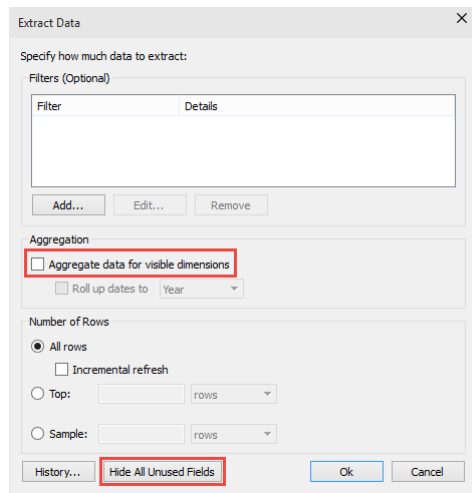 Extract Data
Specify how much data to extract:
Filters (Optional)
Filter Details
Add... Edit... Remove
Aggregation
Aggregate data for visible dimensions
Roll up dates to Year
Number of Rows
All rows
Incremental refresh
Top: rows
Sample: rows
History... Hide All Unused Fields Ok Cancel